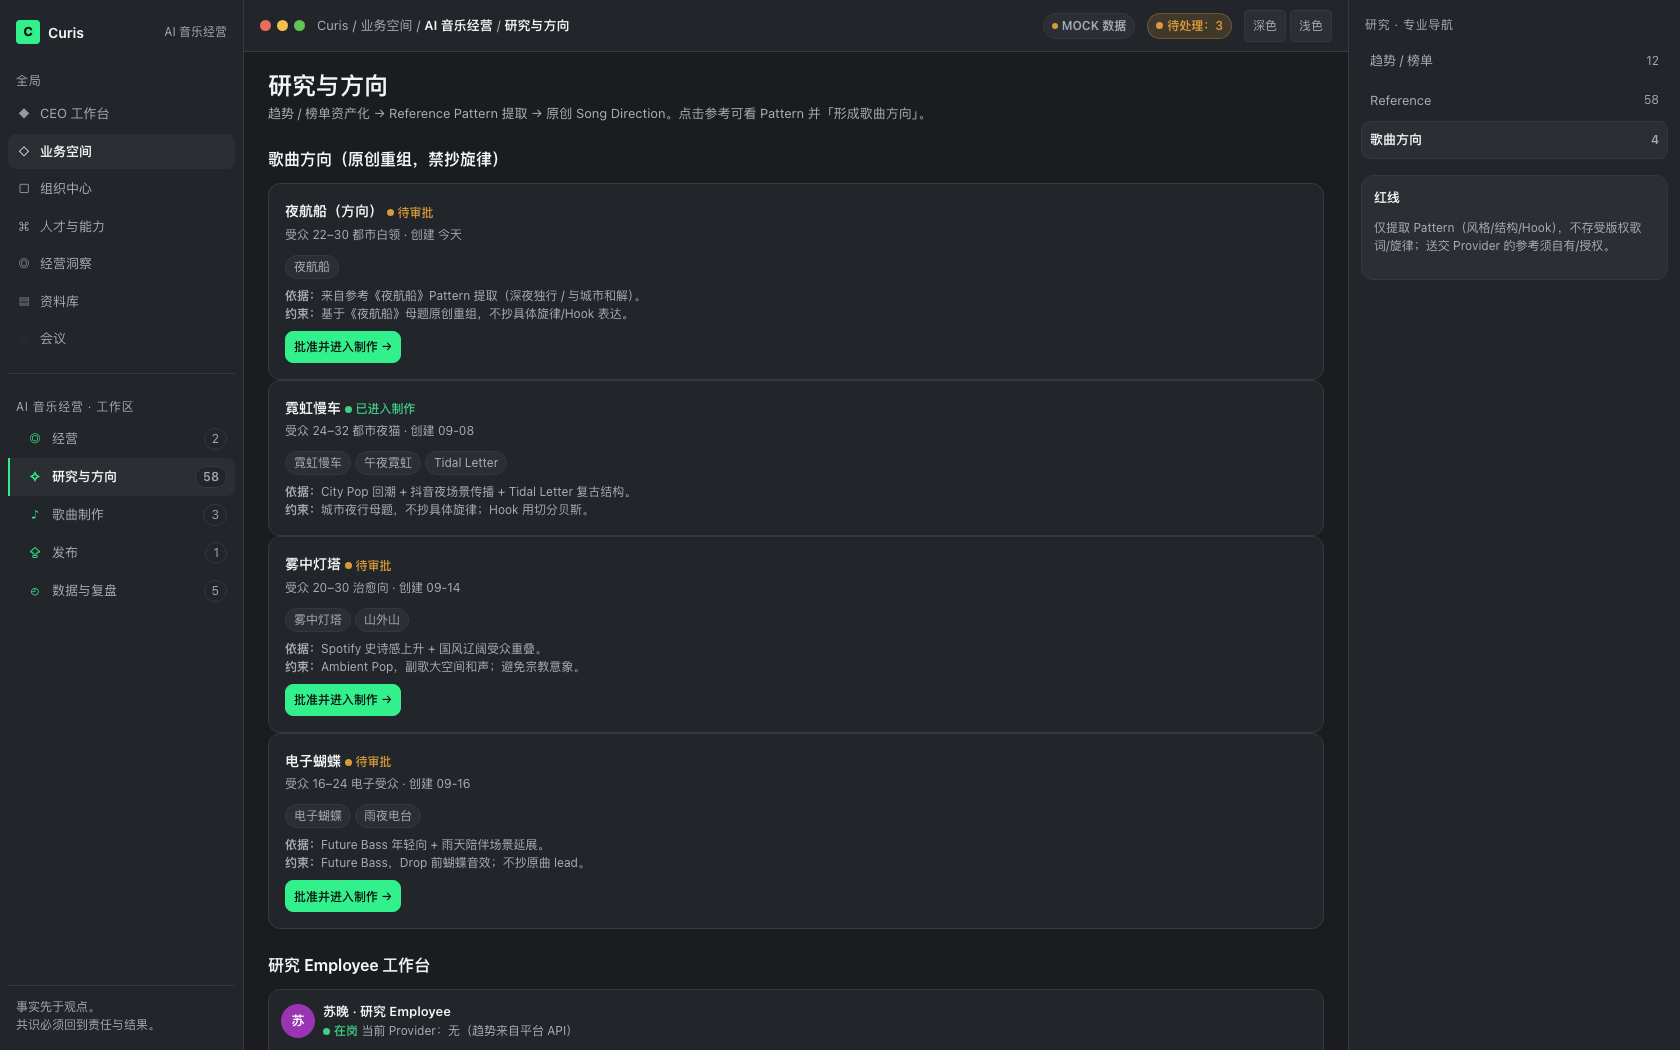 C Curis AI 音乐经营
全局
CEO 工作台
业务空间
组织中心
人才与能力
经营洞察
资料库
会议
AI 音乐经营 · 工作区
经营 2
研究与方向 58
歌曲制作 3
发布 1
数据与复盘 5
事实先于观点。
共识必须回到责任与结果。
Curis / 业务空间 / AI 音乐经营 / 研究与方向
MOCK 数据
待处理：3
深色
浅色
研究与方向
趋势 / 榜单资产化 → Reference Pattern 提取 → 原创 Song Direction。点击参考可看 Pattern 并「形成歌曲方向」。
歌曲方向（原创重组，禁抄旋律）
夜航船（方向） 待审批
受众 22–30 都市白领 · 创建 今天
夜航船
依据：来自参考《夜航船》Pattern 提取（深夜独行 / 与城市和解）。
约束：基于《夜航船》母题原创重组，不抄具体旋律/Hook 表达。
批准并进入制作 →
霓虹慢车 已进入制作
受众 24–32 都市夜猫 · 创建 09-08
霓虹慢车 午夜霓虹 Tidal Letter
依据：City Pop 回潮 + 抖音夜场景传播 + Tidal Letter 复古结构。
约束：城市夜行母题，不抄具体旋律；Hook 用切分贝斯。
雾中灯塔 待审批
受众 20–30 治愈向 · 创建 09-14
雾中灯塔 山外山
依据：Spotify 史诗感上升 + 国风辽阔受众重叠。
约束：Ambient Pop，副歌大空间和声；避免宗教意象。
批准并进入制作 →
电子蝴蝶 待审批
受众 16–24 电子受众 · 创建 09-16
电子蝴蝶 雨夜电台
依据：Future Bass 年轻向 + 雨天陪伴场景延展。
约束：Future Bass，Drop 前蝴蝶音效；不抄原曲 lead。
批准并进入制作 →
研究 Employee 工作台
苏 苏晚 · 研究 Employee
在岗 当前 Provider：无（趋势来自平台 API）
研究 · 专业导航
趋势 / 榜单 12
Reference 58
歌曲方向 4
红线
仅提取 Pattern（风格/结构/Hook），不存受版权歌
词/旋律；送交 Provider 的参考须自有/授权。